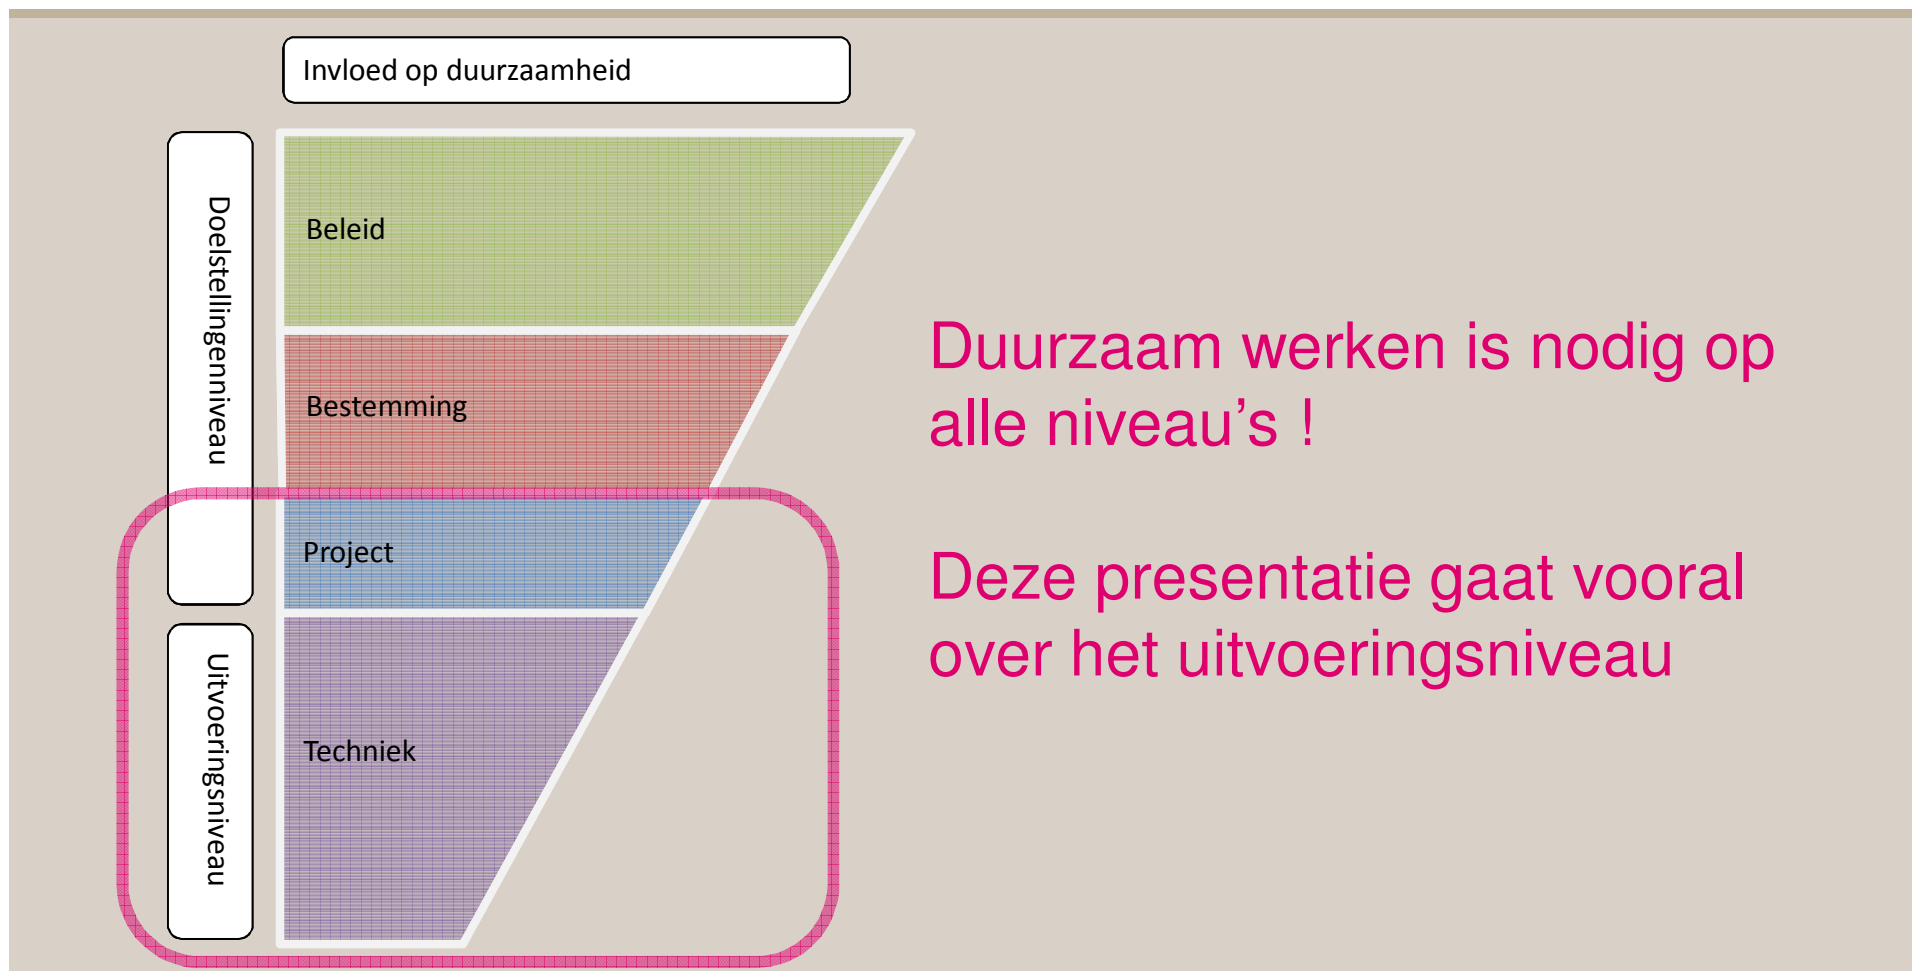 Invloed op duurzaamheid
Doelstellingenniveau
Beleid
Bestemming
Project
Uitvoeringsniveau
Techniek
Duurzaam werken is nodig op
alle niveau’s !
Deze presentatie gaat vooral
over het uitvoeringsniveau